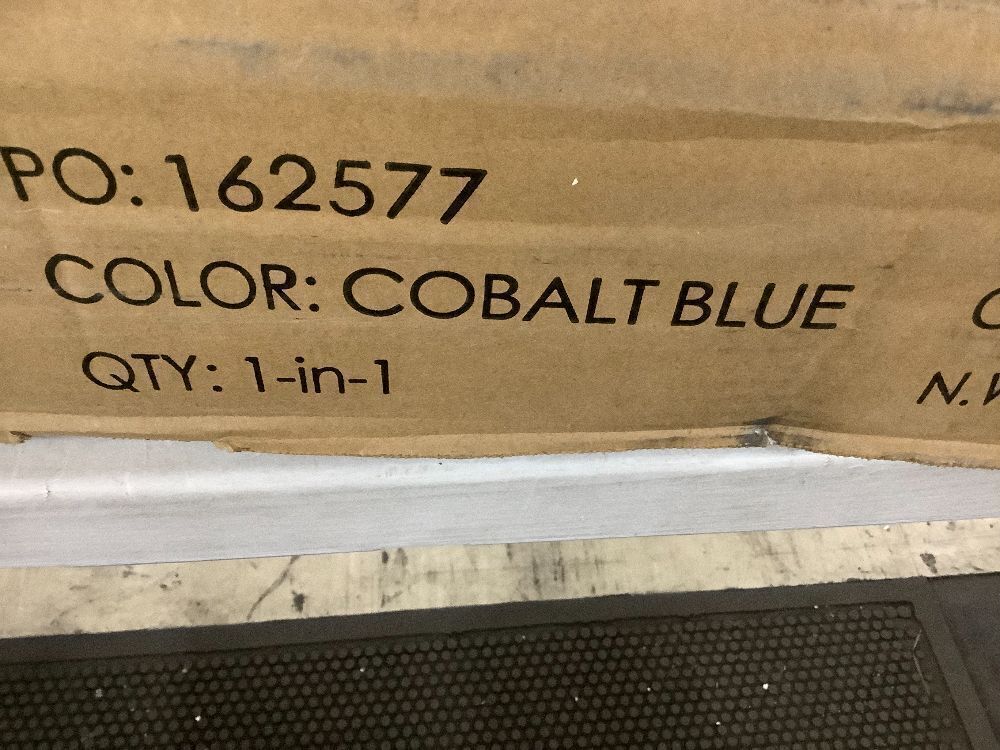 PO: 162577
COLOR: COBALT BLUE
QTY: 1-in-1
N.